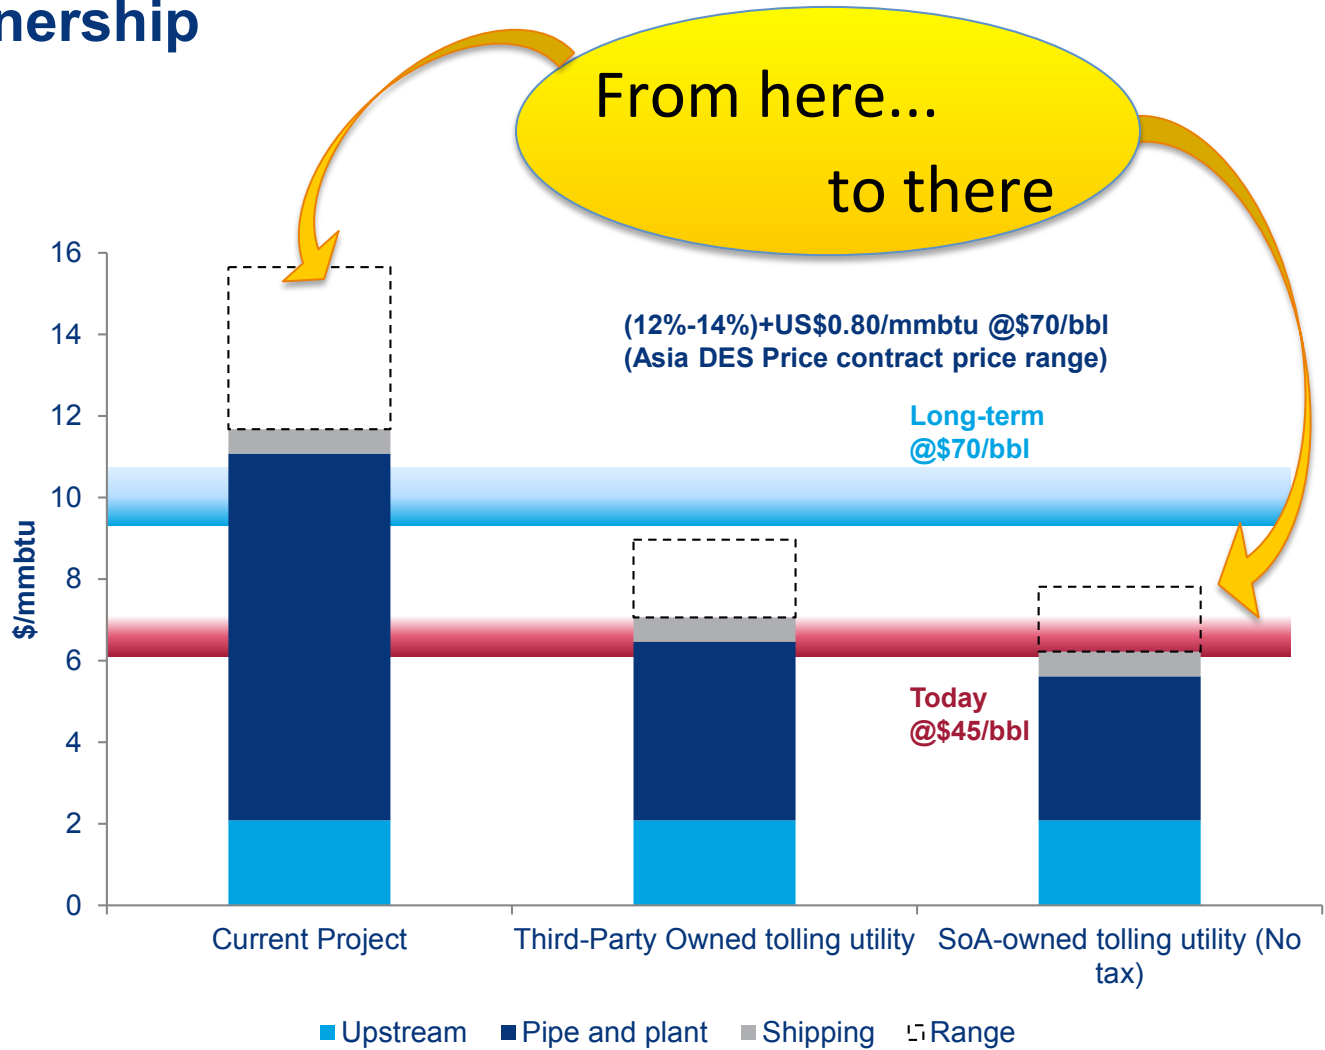 nership
From here...
to there
(12%-14%)+US$0.80/mmbtu @$70/bbl
(Asia DES Price contract price range)
Long-term
@$70/bbl
Today
@$45/bbl
$/mmbtu
16
14
12
10
8
6
4
2
0
Current Project
Third-Party Owned tolling utility
SoA-owned tolling utility (No
tax)
Upstream
Pipe and plant
Shipping
Range